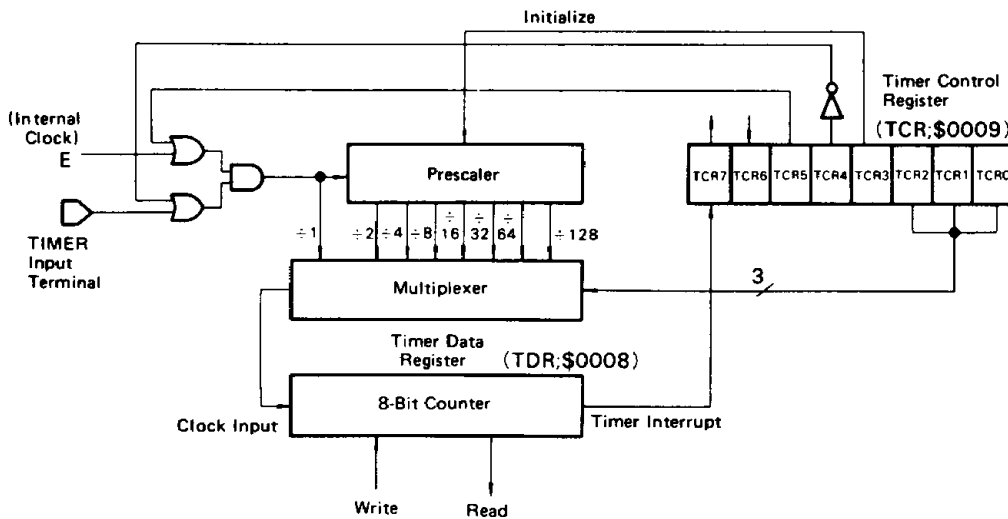 Initialize
Timer Control
Register
(TCR;$0009)
(Internal
Clock)
E
TCR7 TCR6 TCR5 TCR4 TCR3 TCR2 TCR1 TCR0
Prescaler
÷1 ÷2 ÷4 ÷8 ÷16 ÷32 ÷64 ÷128
TIMER
Input
Terminal
Multiplexer
3
Timer Data
Register (TDR;$0008)
8-Bit Counter
Clock Input
Timer Interrupt
Write Read